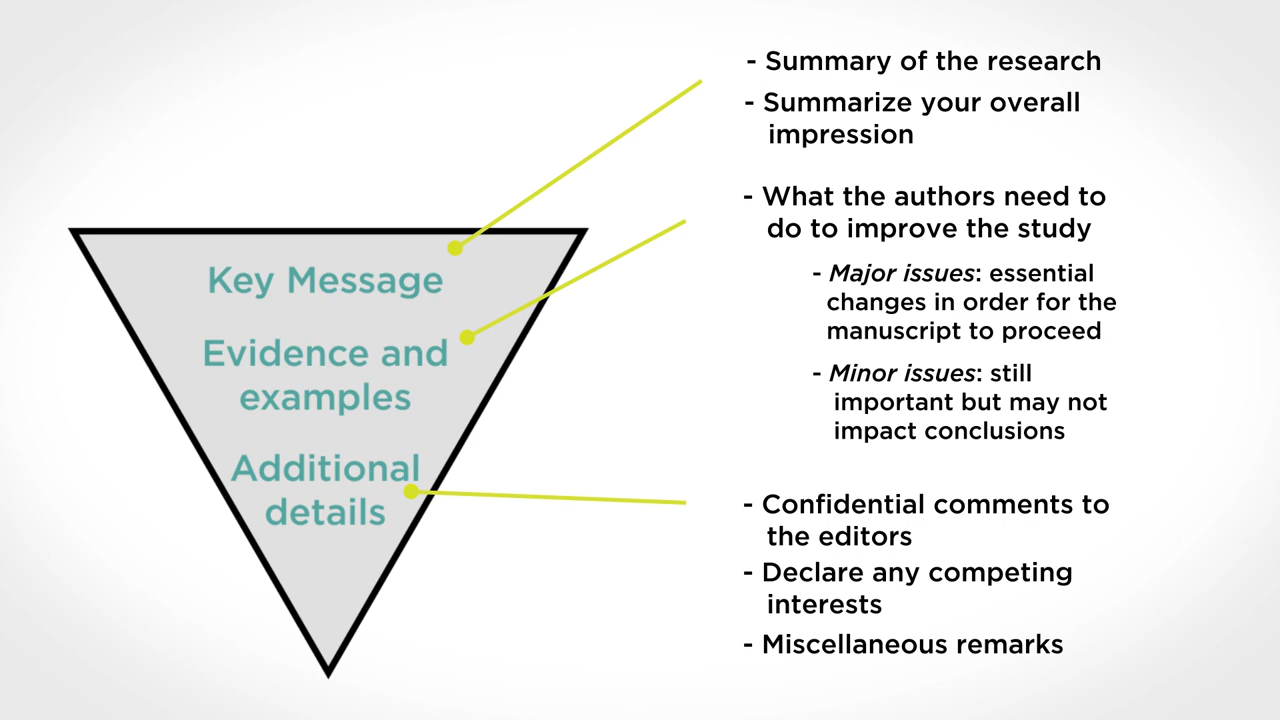 Key Message
Evidence and
examples
Additional
details
- Summary of the research
- Summarize your overall
impression
- What the authors need to
do to improve the study
- Major issues: essential
changes in order for the
manuscript to proceed
- Minor issues: still
important but may not
impact conclusions
- Confidential comments to
the editors
- Declare any competing
interests
- Miscellaneous remarks